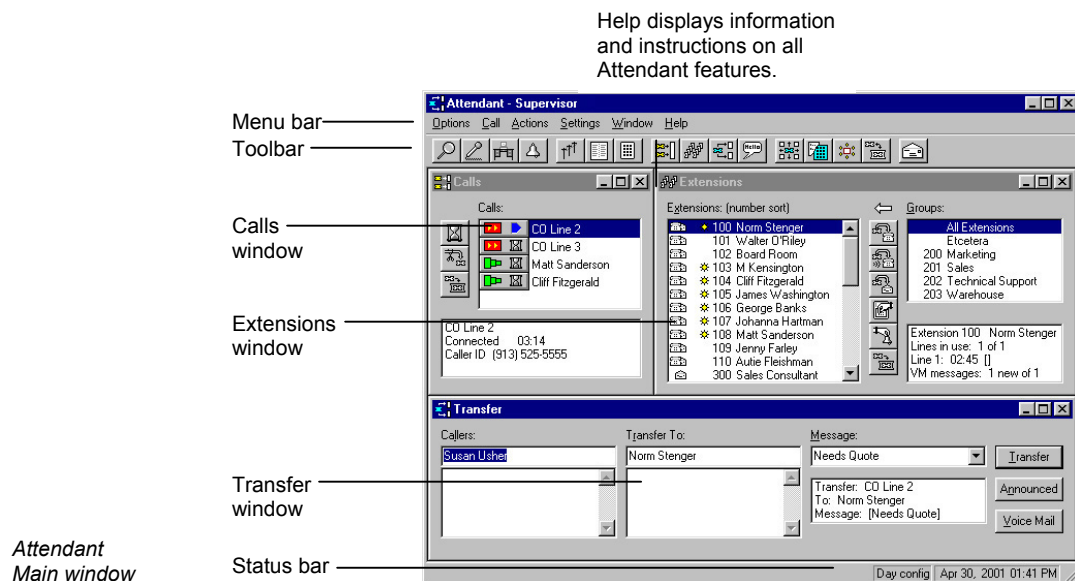 Help displays information
and instructions on all
Attendant features.
Attendant - Supervisor
Menu bar
Options Call Actions Settings Window Help
Toolbar
Hello
Calls
Extensions
Calls:
Extensions: (number sort)
Groups:
Calls
window
CO Line 2
CO Line 3
Matt Sanderson
Cliff Fitzgerald
100 Norm Stenger
101 Walter O'Riley
102 Board Room
103 M Kensington
104 Cliff Fitzgerald
105 James Washington
106 George Banks
107 Johanna Hartman
108 Matt Sanderson
109 Jenny Farley
110 Autie Fleishman
300 Sales Consultant
All Extensions
Etcetera
200 Marketing
201 Sales
202 Technical Support
203 Warehouse
Extensions
window
CO Line 2
Connected 03:14
Caller ID (913) 525-5555
Extension 100 Norm Stenger
Lines in use: 1 of 1
Line 1: 02:45 []
VM messages: 1 new of 1
Transfer
Callers:
Transfer To:
Message:
Susan Usher
Norm Stenger
Needs Quote
Transfer
Transfer
window
Transfer: CO Line 2
To: Norm Stenger
Message: [Needs Quote]
Announced
Voice Mail
Attendant
Main window
Status bar
Day config Apr 30, 2001 01:41 PM